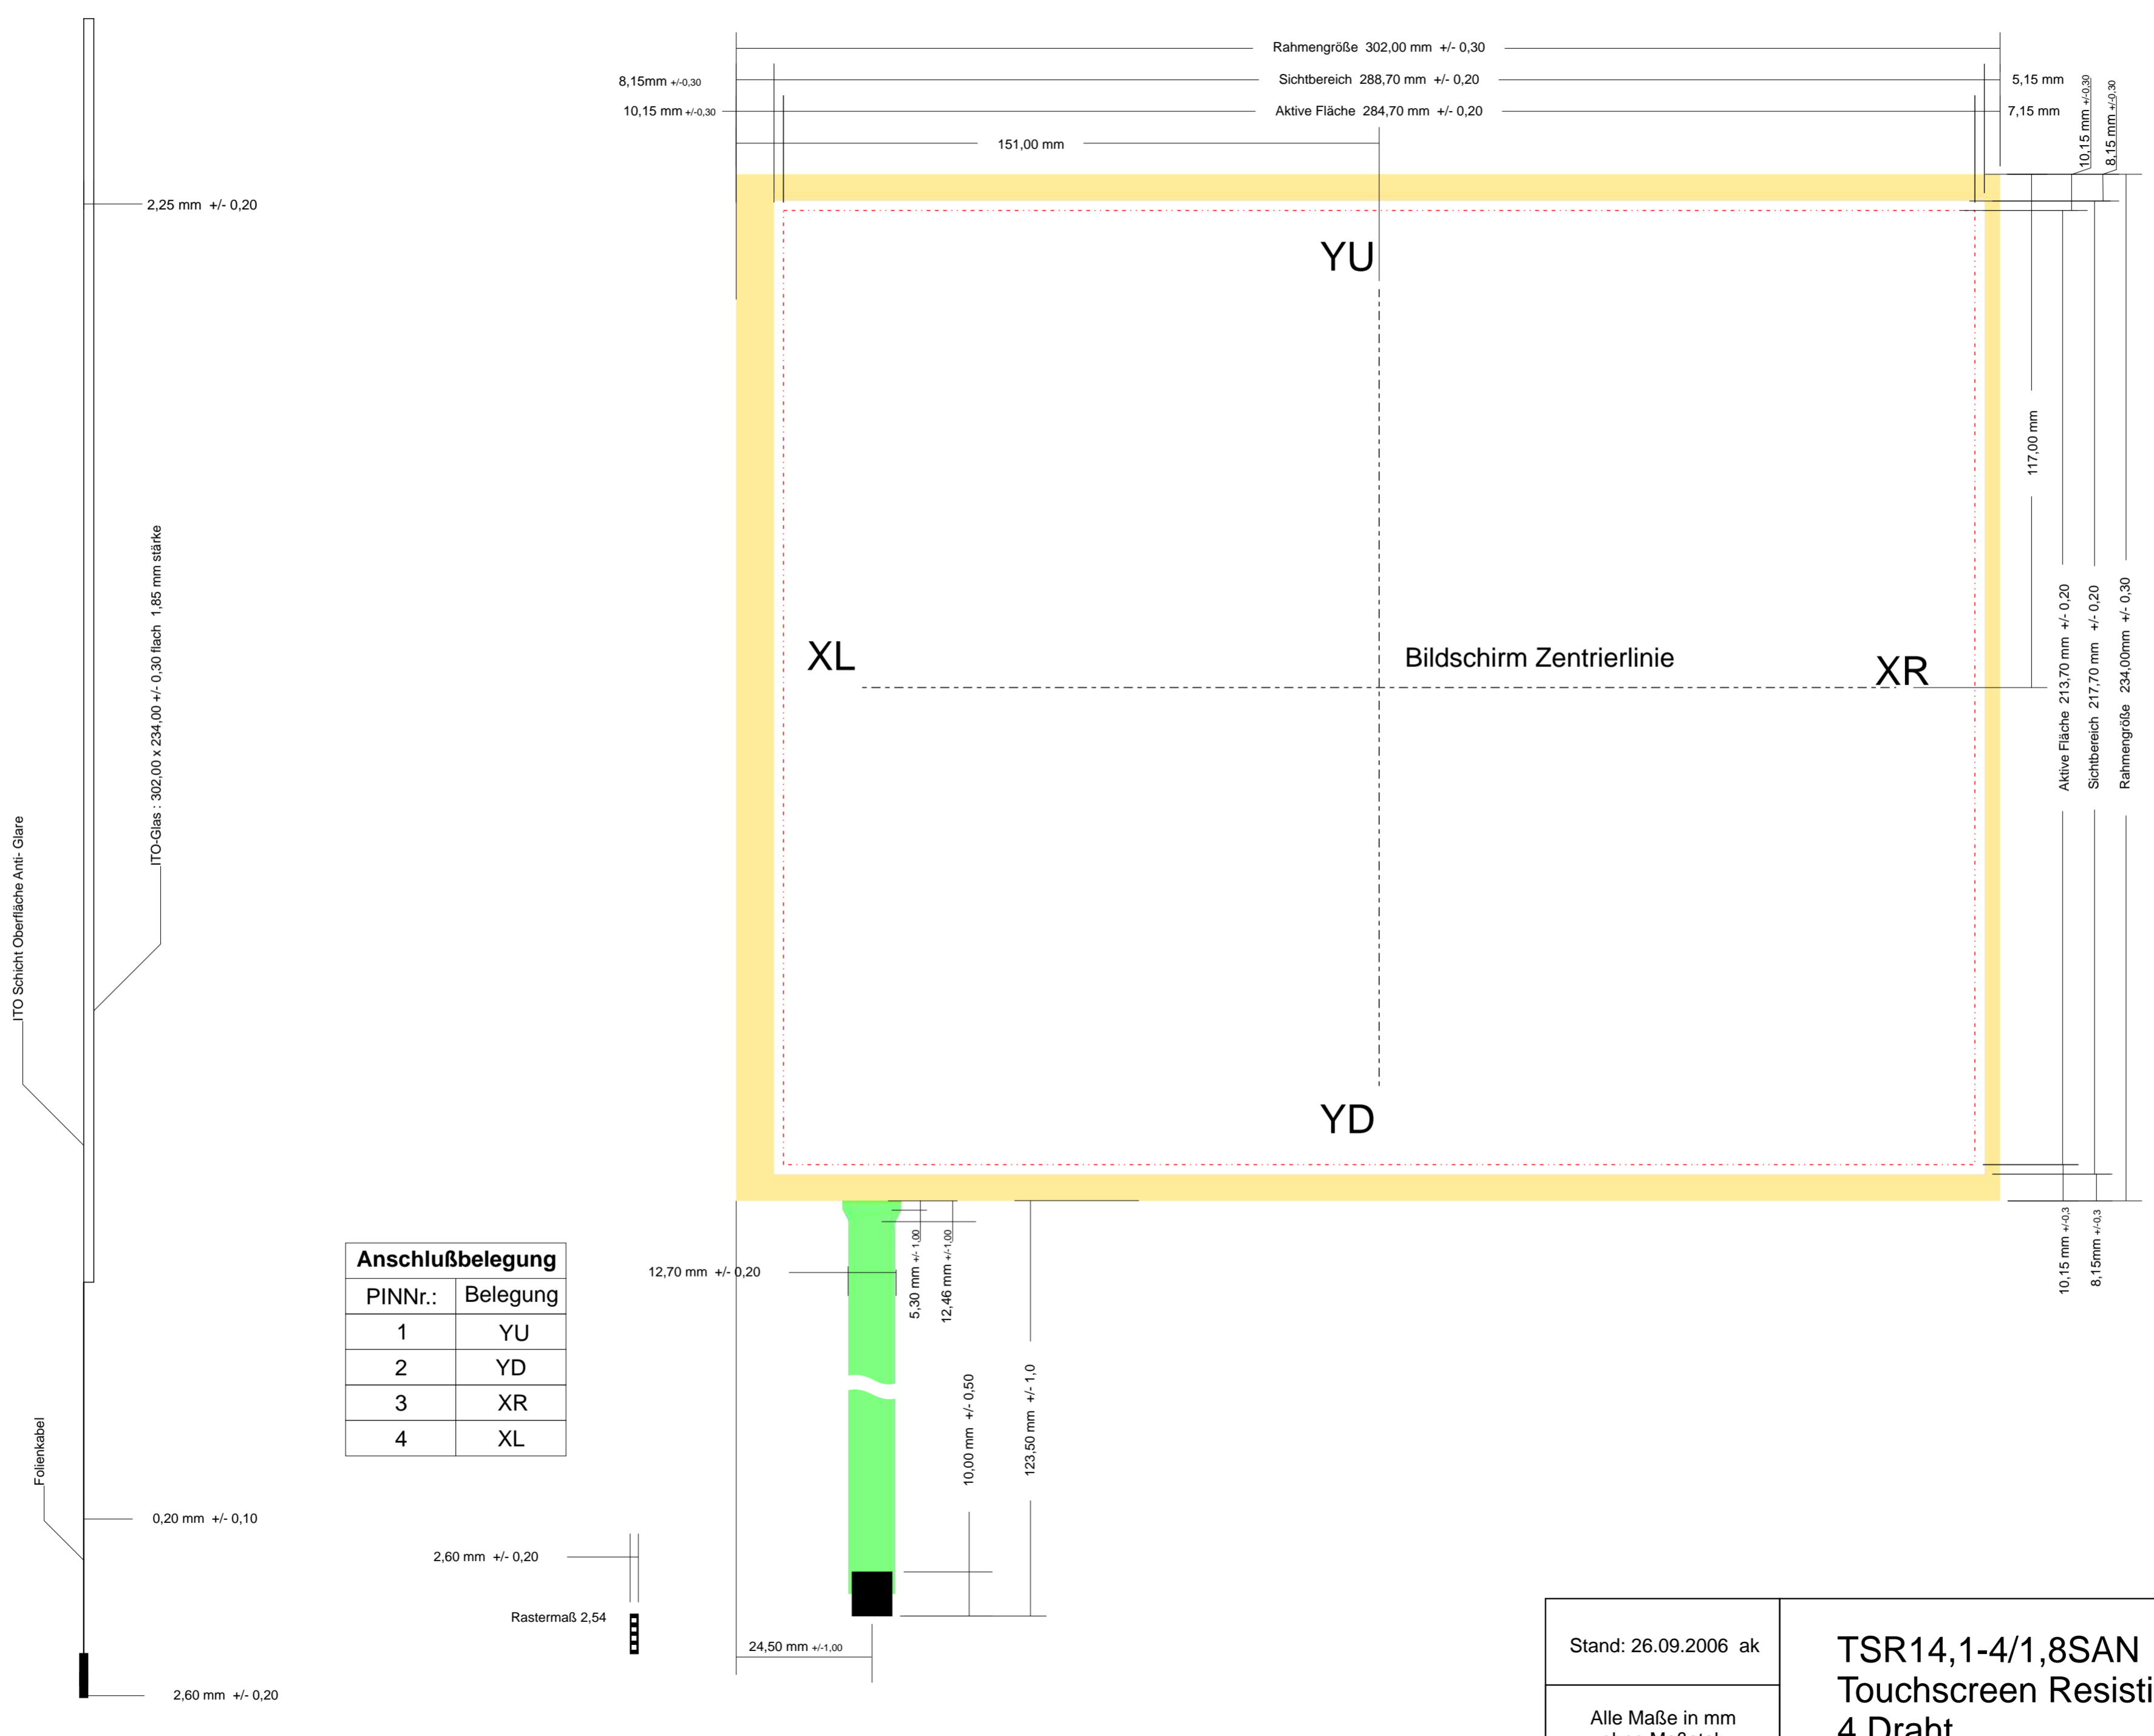 Rahmengröße 302,00 mm +/- 0,30
8,15mm +/-0,30
Sichtbereich 288,70 mm +/- 0,20
5,15 mm
10,15 mm +/-0,30
Aktive Fläche 284,70 mm +/- 0,20
7,15 mm
10,15 mm +/-0,30
8,15 mm +/-0,30
151,00 mm
2,25 mm +/- 0,20
YU
117,00 mm
ITO-Glas : 302,00 x 234,00 +/- 0,30 flach 1,85 mm stärke
XL
Bildschirm Zentrierlinie
XR
Aktive Fläche 213,70 mm +/- 0,20
Sichtbereich 217,70 mm +/- 0,20
Rahmengröße 234,00mm +/- 0,30
ITO Schicht Oberfläche Anti- Glare
YD
Anschlußbelegung
PINNr.: Belegung
1 YU
2 YD
3 XR
4 XL
12,70 mm +/- 0,20
5,30 mm +/- 1,00
12,46 mm +/-1,00
10,15 mm +/-0,3
8,15mm +/-0,3
10,00 mm +/- 0,50
123,50 mm +/- 1,0
Folienkabel
0,20 mm +/- 0,10
2,60 mm +/- 0,20
Rastermaß 2,54
24,50 mm +/-1,00
2,60 mm +/- 0,20
Stand: 26.09.2006 ak
TSR14,1-4/1,8SAN
Touchscreen Resisti
4 Draht
Alle Maße in mm